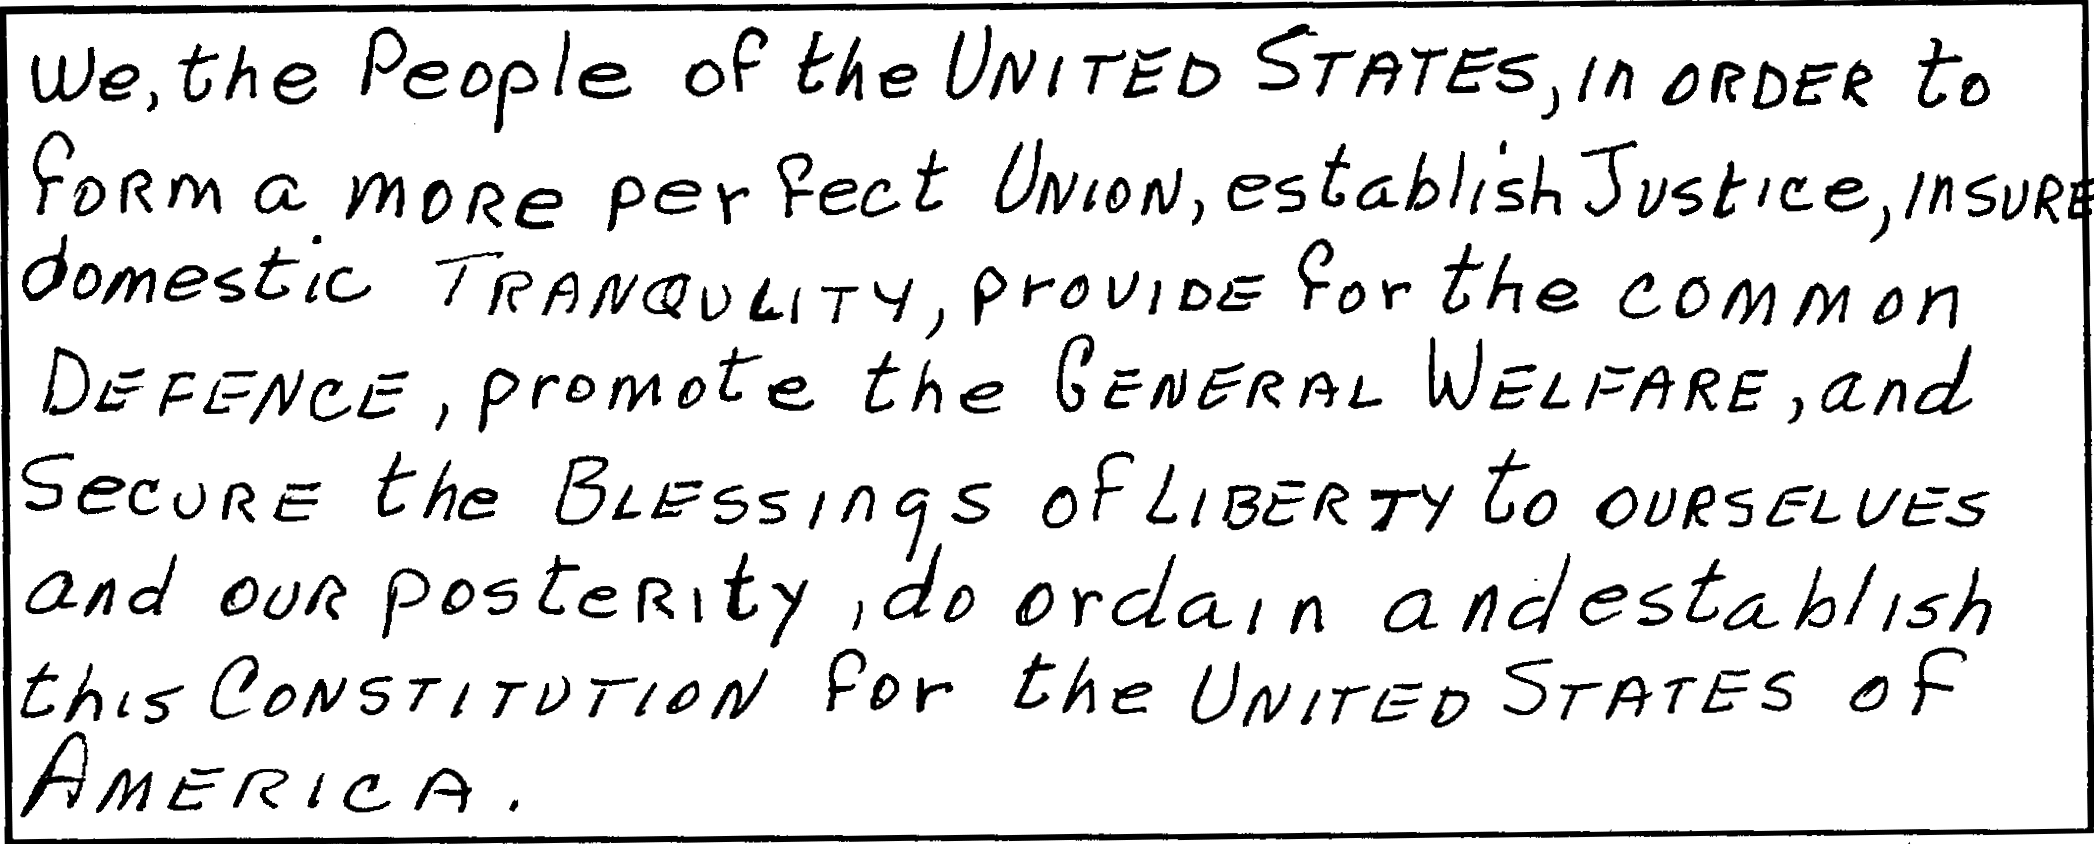 We, the People of the UNITED STATES, in ORDER to
form a more perfect UNION, establish Justice, insure
domestic TRANQULITY, provide for the common
DEFENCE, promote the GENERAL WELFARE, and
Secure the BLESSINGS of LIBERTY to OURSELVES
and our posterity, do ordain and establish
this CONSTITUTION for the UNITED STATES of
AMERICA.